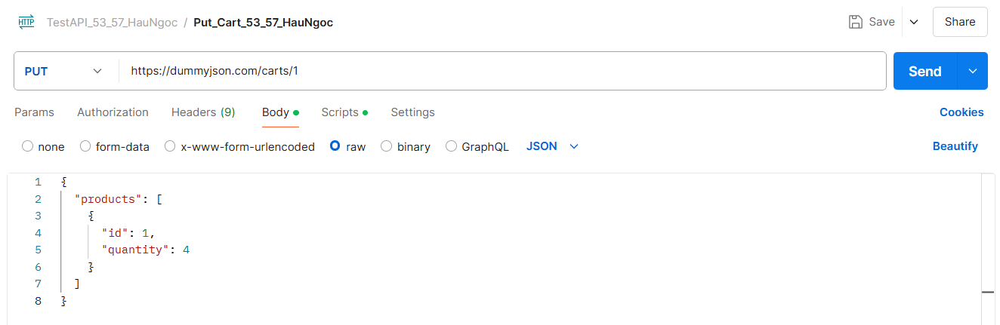 HTTP TestAPI_53_57_HauNgoc / Put_Cart_53_57_HauNgoc Save Share
PUT https://dummyjson.com/carts/1 Send
Params Authorization Headers (9) Body Scripts Settings Cookies
none form-data x-www-form-urlencoded raw binary GraphQL JSON Beautify
1 {
2 "products": [
3 {
4 "id": 1,
5 "quantity": 4
6 }
7 ]
8 }